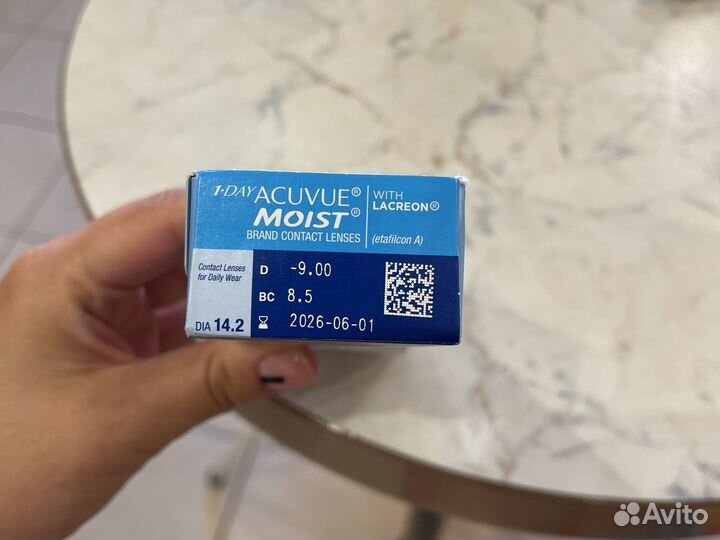 1·DAY ACUVUE®
MOIST®
BRAND CONTACT LENSES
WITH
LACREON®
(etafilcon A)
Contact Lenses
for Daily Wear
DIA 14.2
D -9.00
BC 8.5
2026-06-01
Avito